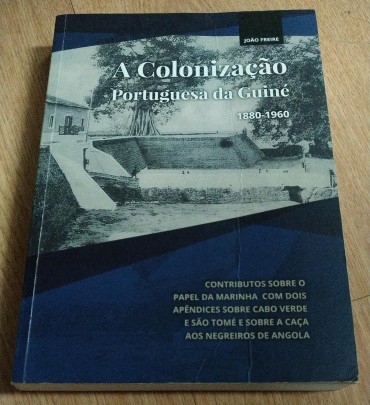 JOÃO FREIRE
A Colonização
Portuguesa da Guiné
1880-1960
CONTRIBUTOS SOBRE O
PAPEL DA MARINHA COM DOIS
APÊNDICES SOBRE CABO VERDE
E SÃO TOMÉ E SOBRE A CAÇA
AOS NEGREIROS DE ANGOLA